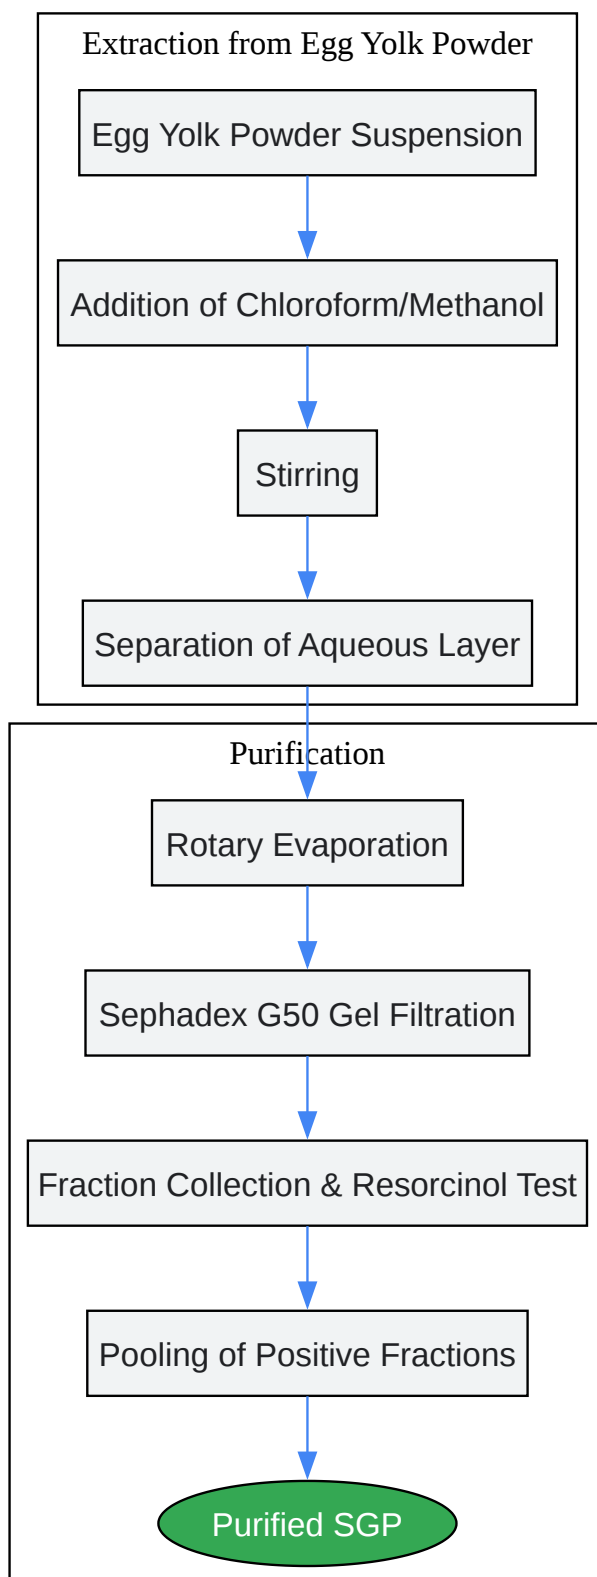 Extraction from Egg Yolk Powder
Egg Yolk Powder Suspension
Addition of Chloroform/Methanol
Stirring
Separation of Aqueous Layer
Purification
Rotary Evaporation
Sephadex G50 Gel Filtration
Fraction Collection & Resorcinol Test
Pooling of Positive Fractions
Purified SGP